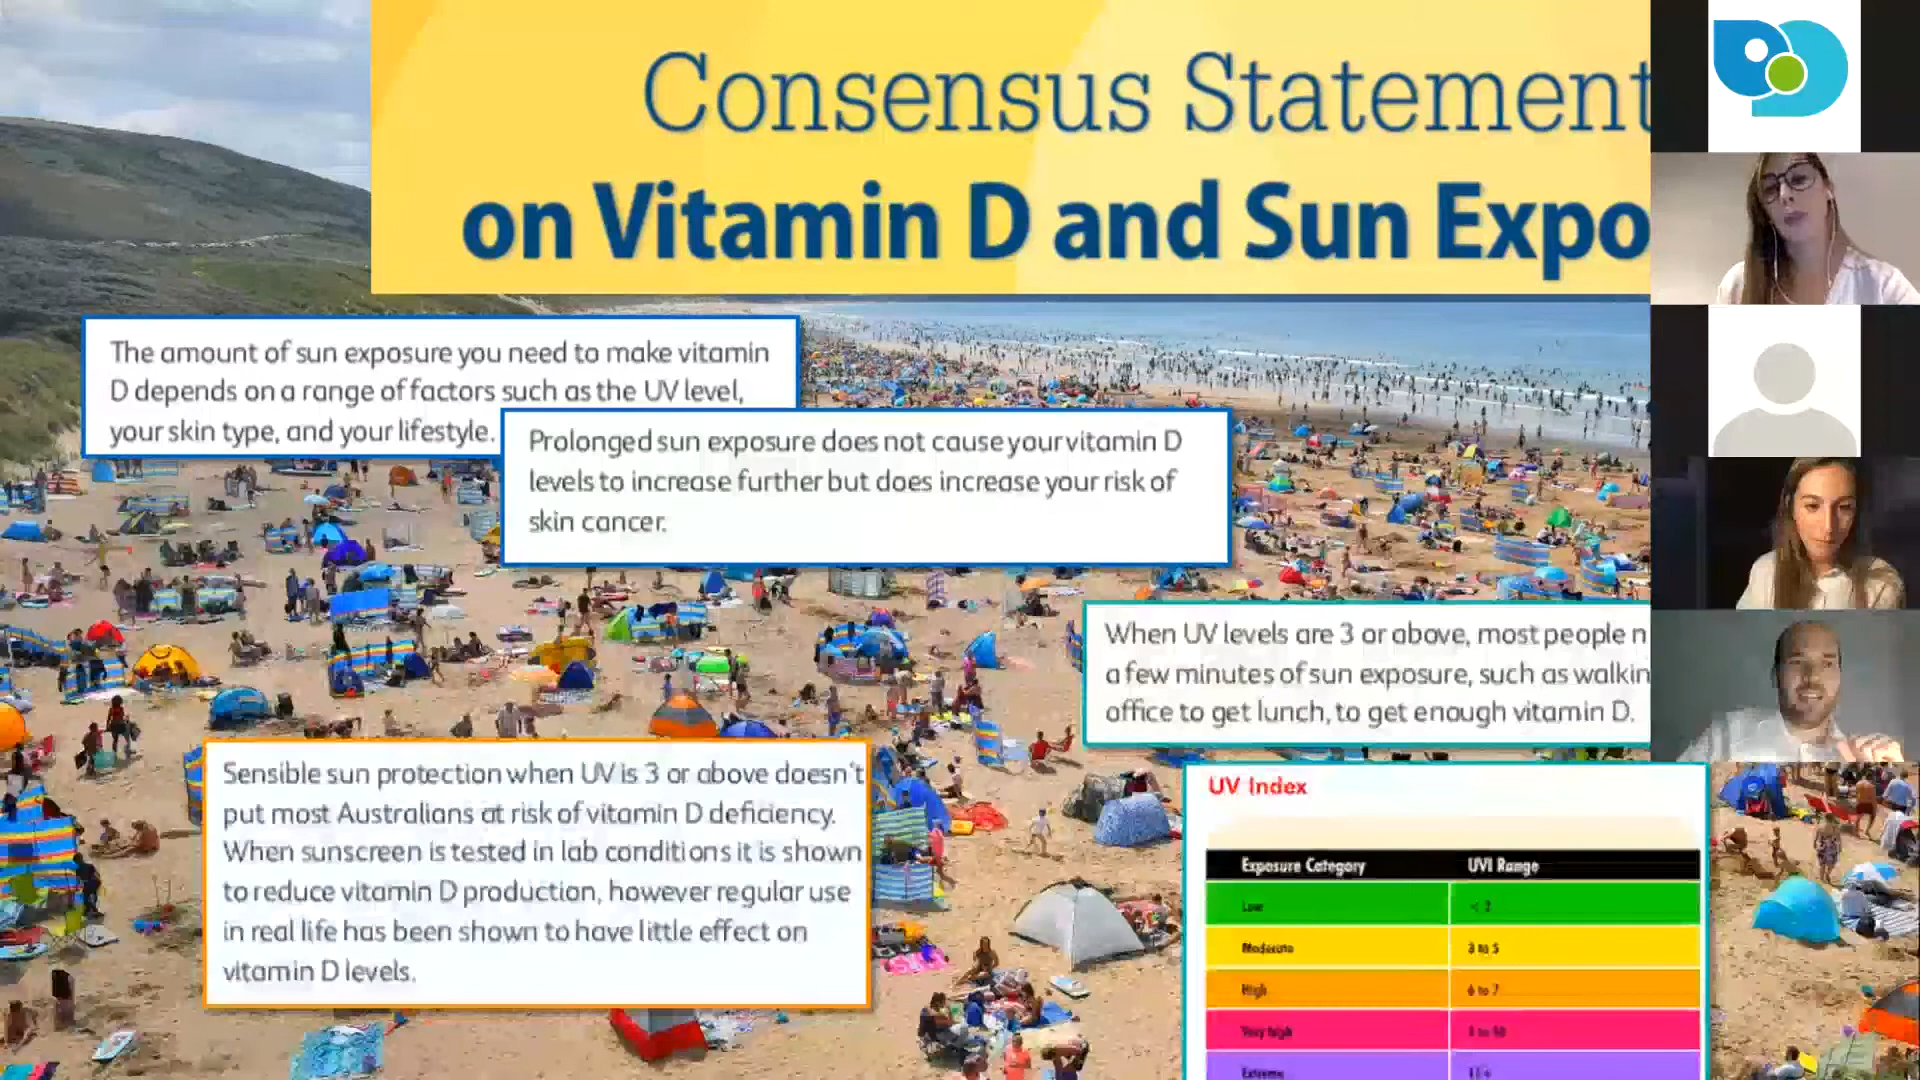 Consensus Statement
on Vitamin D and Sun Expo
The amount of sun exposure you need to make vitamin
D depends on a range of factors such as the UV level,
your skin type, and your lifestyle.
Prolonged sun exposure does not cause your vitamin D
levels to increase further but does increase your risk of
skin cancer.
When UV levels are 3 or above, most people n
a few minutes of sun exposure, such as walkin
office to get lunch, to get enough vitamin D.
Sensible sun protection when UV is 3 or above doesn't
put most Australians at risk of vitamin D deficiency.
When sunscreen is tested in lab conditions it is shown
to reduce vitamin D production, however regular use
in real life has been shown to have little effect on
vitamin D levels.
UV Index
Exposure Category UVI Range
Low < 2
Moderate 3 to 5
High 6 to 7
Very high
Extreme 11+